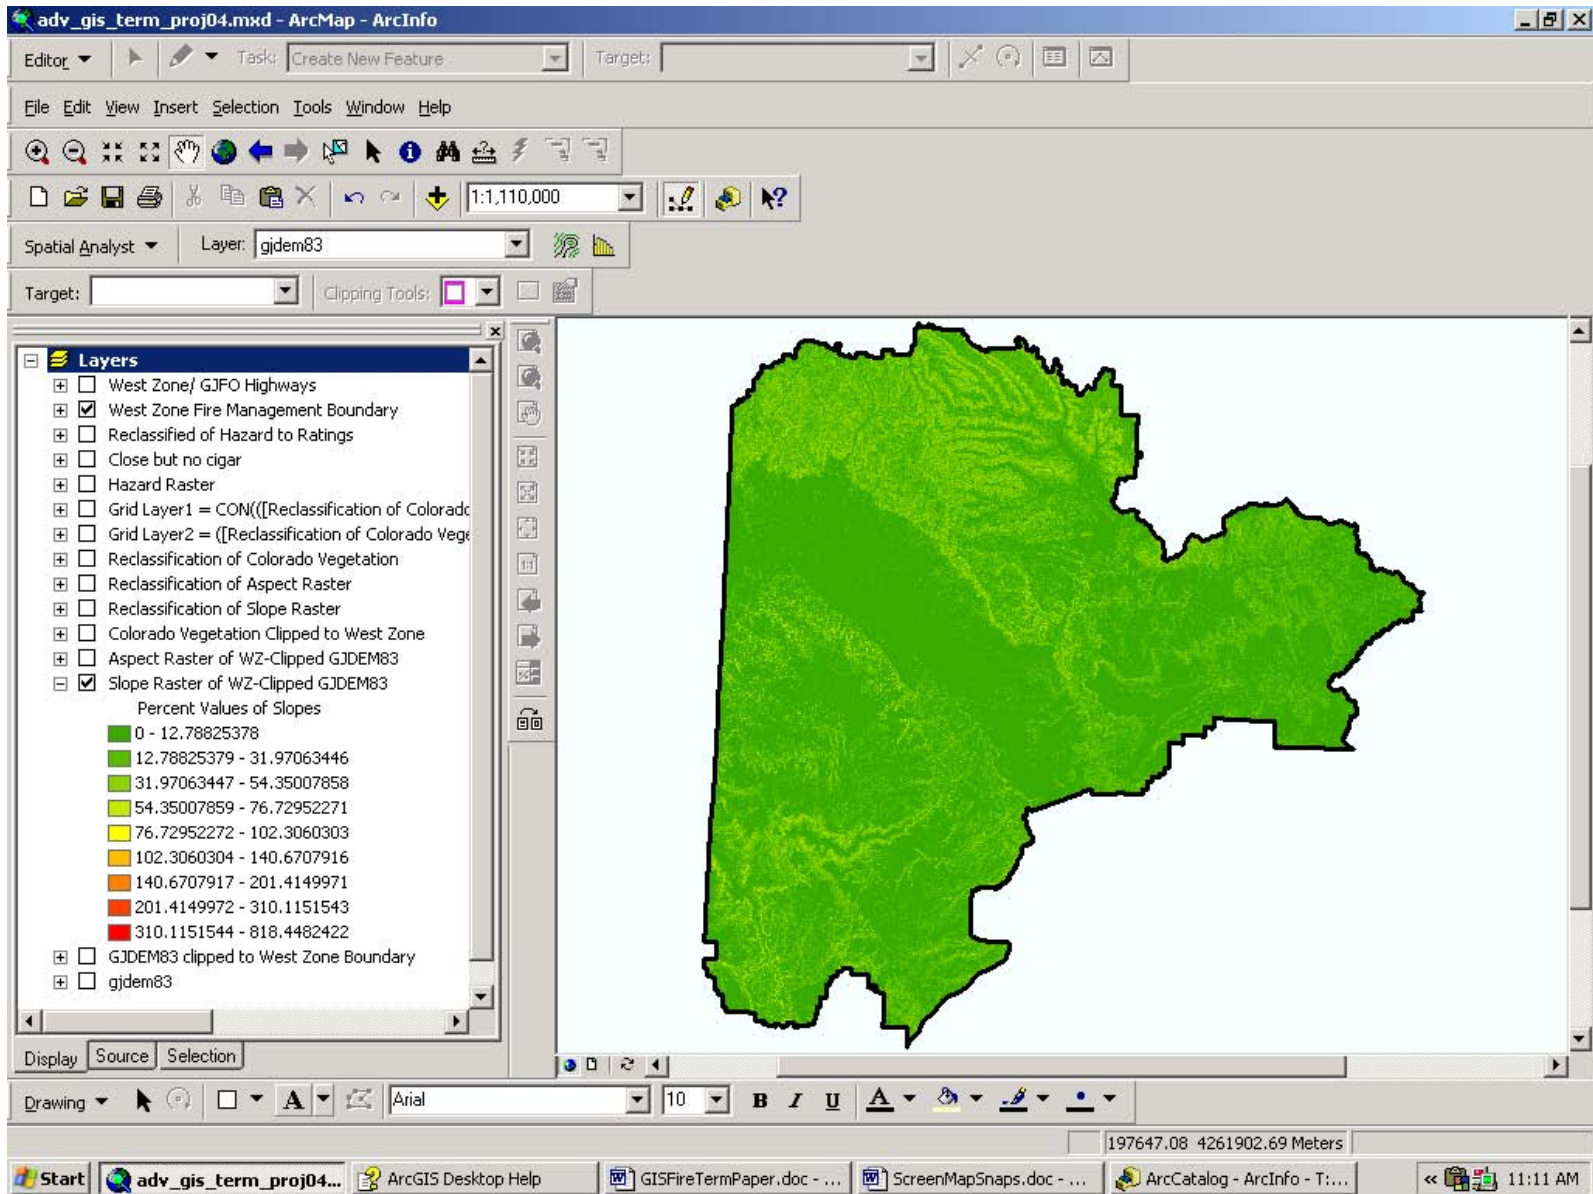 adv_gis_term_proj04.mxd - ArcMap - ArcInfo
Editor Task: Create New Feature Target:
File Edit View Insert Selection Tools Window Help
1:1,110,000
Spatial Analyst Layer: gjdem83
Target: Clipping Tools:
Layers
West Zone/ GJFO Highways
West Zone Fire Management Boundary
Reclassified of Hazard to Ratings
Close but no cigar
Hazard Raster
Grid Layer1 = CON(([Reclassification of Colorado
Grid Layer2 = ([Reclassification of Colorado Vege
Reclassification of Colorado Vegetation
Reclassification of Aspect Raster
Reclassification of Slope Raster
Colorado Vegetation Clipped to West Zone
Aspect Raster of WZ-Clipped GJDEM83
Slope Raster of WZ-Clipped GJDEM83
Percent Values of Slopes
0 - 12.78825378
12.78825379 - 31.97063446
31.97063447 - 54.35007858
54.35007859 - 76.72952271
76.72952272 - 102.3060303
102.3060304 - 140.6707916
140.6707917 - 201.4149971
201.4149972 - 310.1151543
310.1151544 - 818.4482422
GJDEM83 clipped to West Zone Boundary
gjdem83
Display Source Selection
Drawing A Arial 10 B I U A
197647.08 4261902.69 Meters
Start adv_gis_term_proj04... ArcGIS Desktop Help GISFireTermPaper.doc - ... ScreenMapSnaps.doc - ... ArcCatalog - ArcInfo - T:... « 11:11 AM